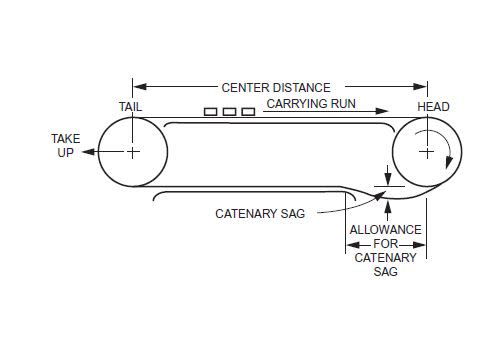 CENTER DISTANCE
TAIL
CARRYING RUN
HEAD
TAKE
UP
CATENARY SAG
ALLOWANCE
FOR
CATENARY
SAG